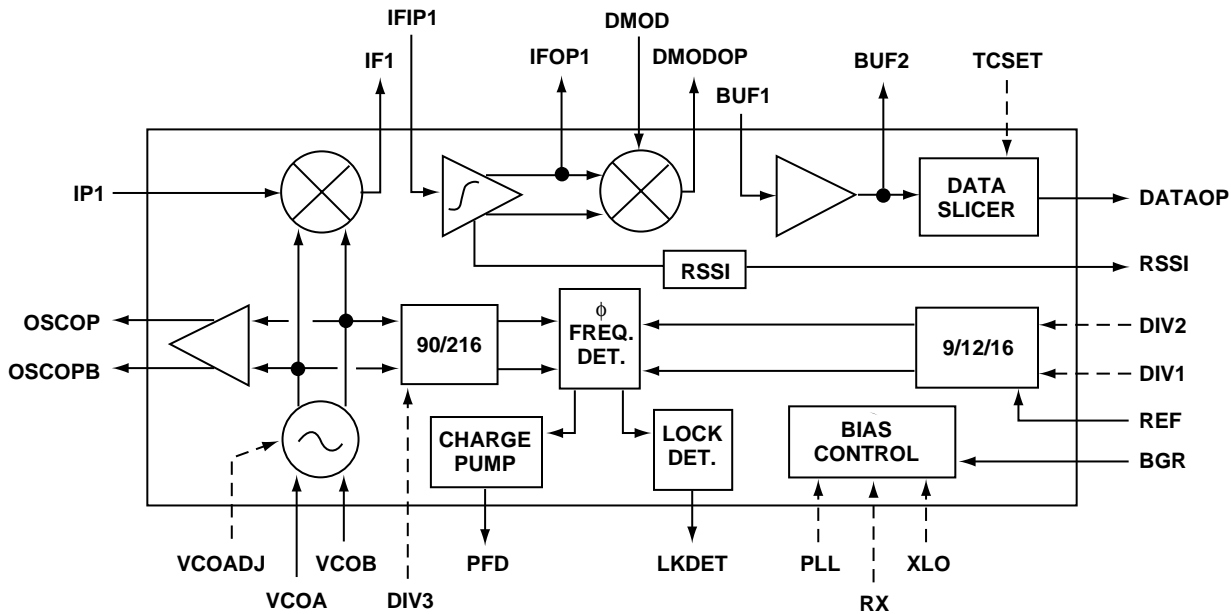 IFIP1
DMOD
IF1
IFOP1
DMODOP
BUF2
TCSET
BUF1
IP1
DATA
SLICER
DATAOP
RSSI
RSSI
OSCOP
OSCOPB
90/216
ϕ
FREQ.
DET.
9/12/16
DIV2
DIV1
REF
CHARGE
PUMP
LOCK
DET.
BIAS
CONTROL
BGR
VCOADJ
VCOB
PFD
LKDET
PLL
XLO
VCOA
DIV3
RX